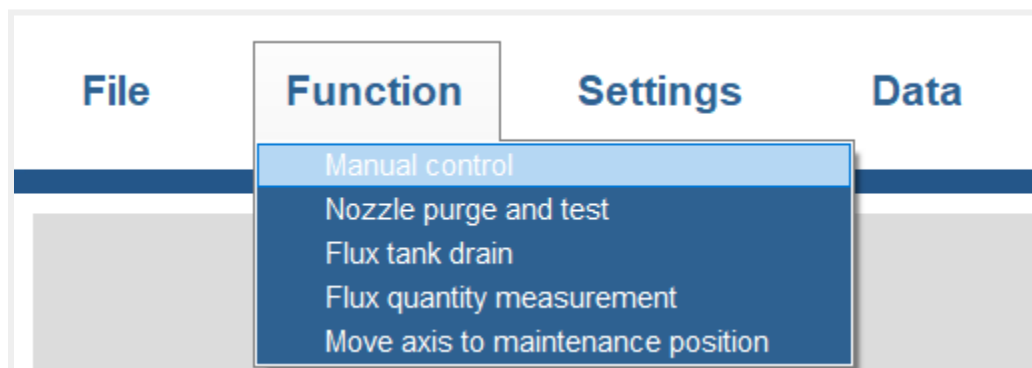 File Function Settings Data
Manual control
Nozzle purge and test
Flux tank drain
Flux quantity measurement
Move axis to maintenance position